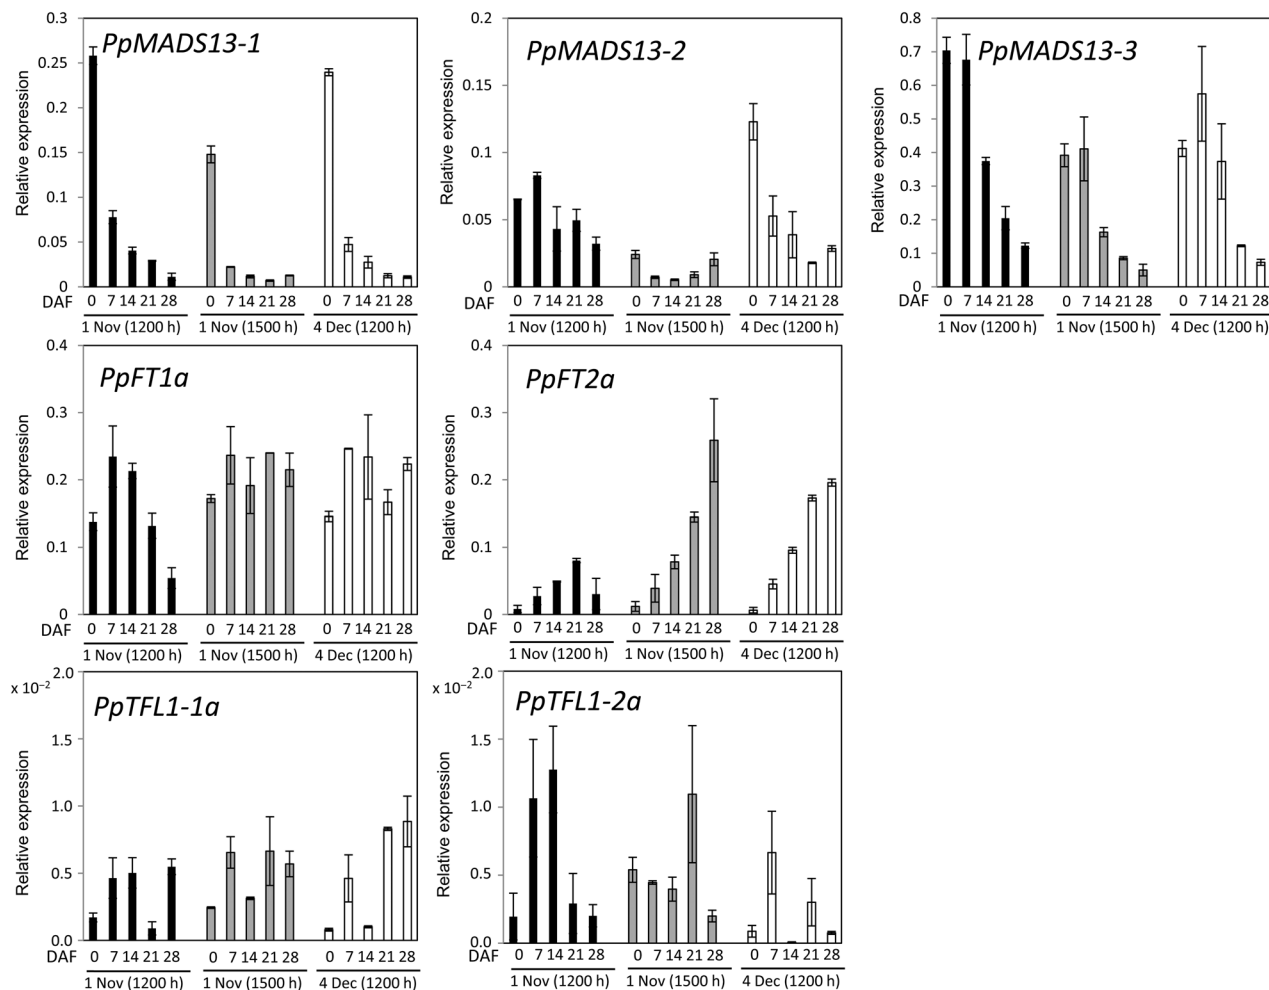 PpMADS13-1
Relative expression
0.3
0.25
0.2
0.15
0.1
0.05
0
DAF 0 7 14 21 28 0 7 14 21 28 0 7 14 21 28
1 Nov (1200 h) 1 Nov (1500 h) 4 Dec (1200 h)
PpMADS13-2
Relative expression
0.2
0.15
0.1
0.05
0
DAF 0 7 14 21 28 0 7 14 21 28 0 7 14 21 28
1 Nov (1200 h) 1 Nov (1500 h) 4 Dec (1200 h)
PpMADS13-3
Relative expression
0.8
0.7
0.6
0.5
0.4
0.3
0.2
0.1
0
DAF 0 7 14 21 28 0 7 14 21 28 0 7 14 21 28
1 Nov (1200 h) 1 Nov (1500 h) 4 Dec (1200 h)
PpFT1a
Relative expression
0.4
0.3
0.2
0.1
0
DAF 0 7 14 21 28 0 7 14 21 28 0 7 14 21 28
1 Nov (1200 h) 1 Nov (1500 h) 4 Dec (1200 h)
PpFT2a
Relative expression
0.4
0.3
0.2
0.1
0
DAF 0 7 14 21 28 0 7 14 21 28 0 7 14 21 28
1 Nov (1200 h) 1 Nov (1500 h) 4 Dec (1200 h)
PpTFL1-1a
Relative expression
x 10⁻²
2.0
1.5
1.0
0.5
0.0
DAF 0 7 14 21 28 0 7 14 21 28 0 7 14 21 28
1 Nov (1200 h) 1 Nov (1500 h) 4 Dec (1200 h)
PpTFL1-2a
Relative expression
x 10⁻²
2.0
1.5
1.0
0.5
0.0
DAF 0 7 14 21 28 0 7 14 21 28 0 7 14 21 28
1 Nov (1200 h) 1 Nov (1500 h) 4 Dec (1200 h)